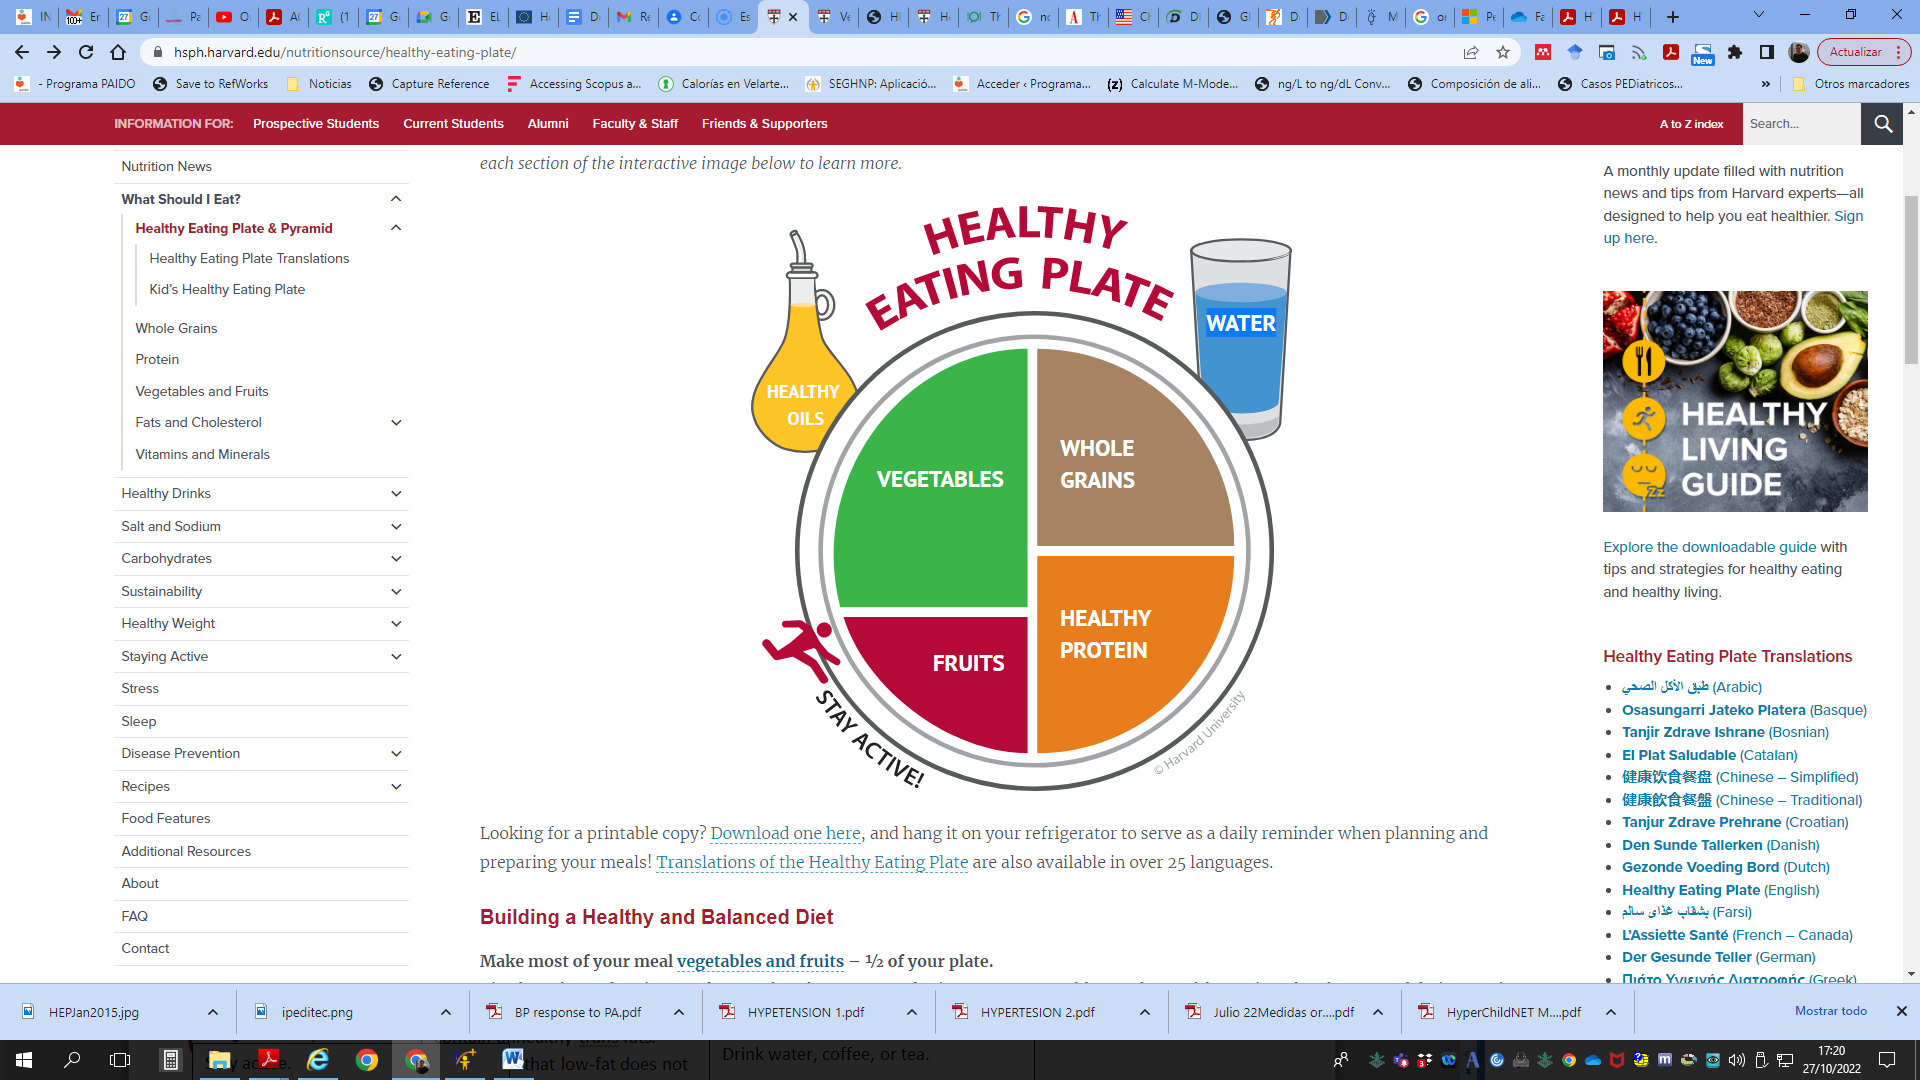 hsph.harvard.edu/nutritionsource/healthy-eating-plate/
Actualizar
- Programa PAIDO
Save to RefWorks
Noticias
Capture Reference
Accessing Scopus a...
Calorías en Velarte...
SEGHNP: Aplicació...
Acceder ‹ Programa...
Calculate M-Mode...
ng/L to ng/dL Conv...
Composición de ali...
Casos PEDiatricos...
»
Otros marcadores
INFORMATION FOR:
Prospective Students
Current Students
Alumni
Faculty & Staff
Friends & Supporters
A to Z index
Search...
Nutrition News
What Should I Eat?
Healthy Eating Plate & Pyramid
Healthy Eating Plate Translations
Kid's Healthy Eating Plate
Whole Grains
Protein
Vegetables and Fruits
Fats and Cholesterol
Vitamins and Minerals
Healthy Drinks
Salt and Sodium
Carbohydrates
Sustainability
Healthy Weight
Staying Active
Stress
Sleep
Disease Prevention
Recipes
Food Features
Additional Resources
About
FAQ
Contact
each section of the interactive image below to learn more.
HEALTHY
EATING PLATE
HEALTHY
OILS
WATER
VEGETABLES
WHOLE
GRAINS
FRUITS
HEALTHY
PROTEIN
STAY ACTIVE!
© Harvard University
Looking for a printable copy? Download one here, and hang it on your refrigerator to serve as a daily reminder when planning and
preparing your meals! Translations of the Healthy Eating Plate are also available in over 25 languages.
Building a Healthy and Balanced Diet
Make most of your meal vegetables and fruits – ½ of your plate.
A monthly update filled with nutrition
news and tips from Harvard experts—all
designed to help you eat healthier. Sign
up here.
HEALTHY
LIVING
GUIDE
Explore the downloadable guide with
tips and strategies for healthy eating
and healthy living.
Healthy Eating Plate Translations
طبق الأكل الصحي (Arabic)
Osasungarri Jateko Platera (Basque)
Tanjir Zdrave Ishrane (Bosnian)
El Plat Saludable (Catalan)
健康饮食餐盘 (Chinese – Simplified)
健康飲食餐盤 (Chinese – Traditional)
Tanjur Zdrave Prehrane (Croatian)
Den Sunde Tallerken (Danish)
Gezonde Voeding Bord (Dutch)
Healthy Eating Plate (English)
بشقاب غذای سالم (Farsi)
L'Assiette Santé (French – Canada)
Der Gesunde Teller (German)
Πιάτο Υγιεινής Διατροφής (Greek)
HEPJan2015.jpg
ipeditec.png
BP response to PA.pdf
HYPETENSION 1.pdf
HYPERTESION 2.pdf
Julio 22Medidas or....pdf
HyperChildNET M....pdf
Mostrar todo
that low-fat does not
Drink water, coffee, or tea.
17:20
27/10/2022